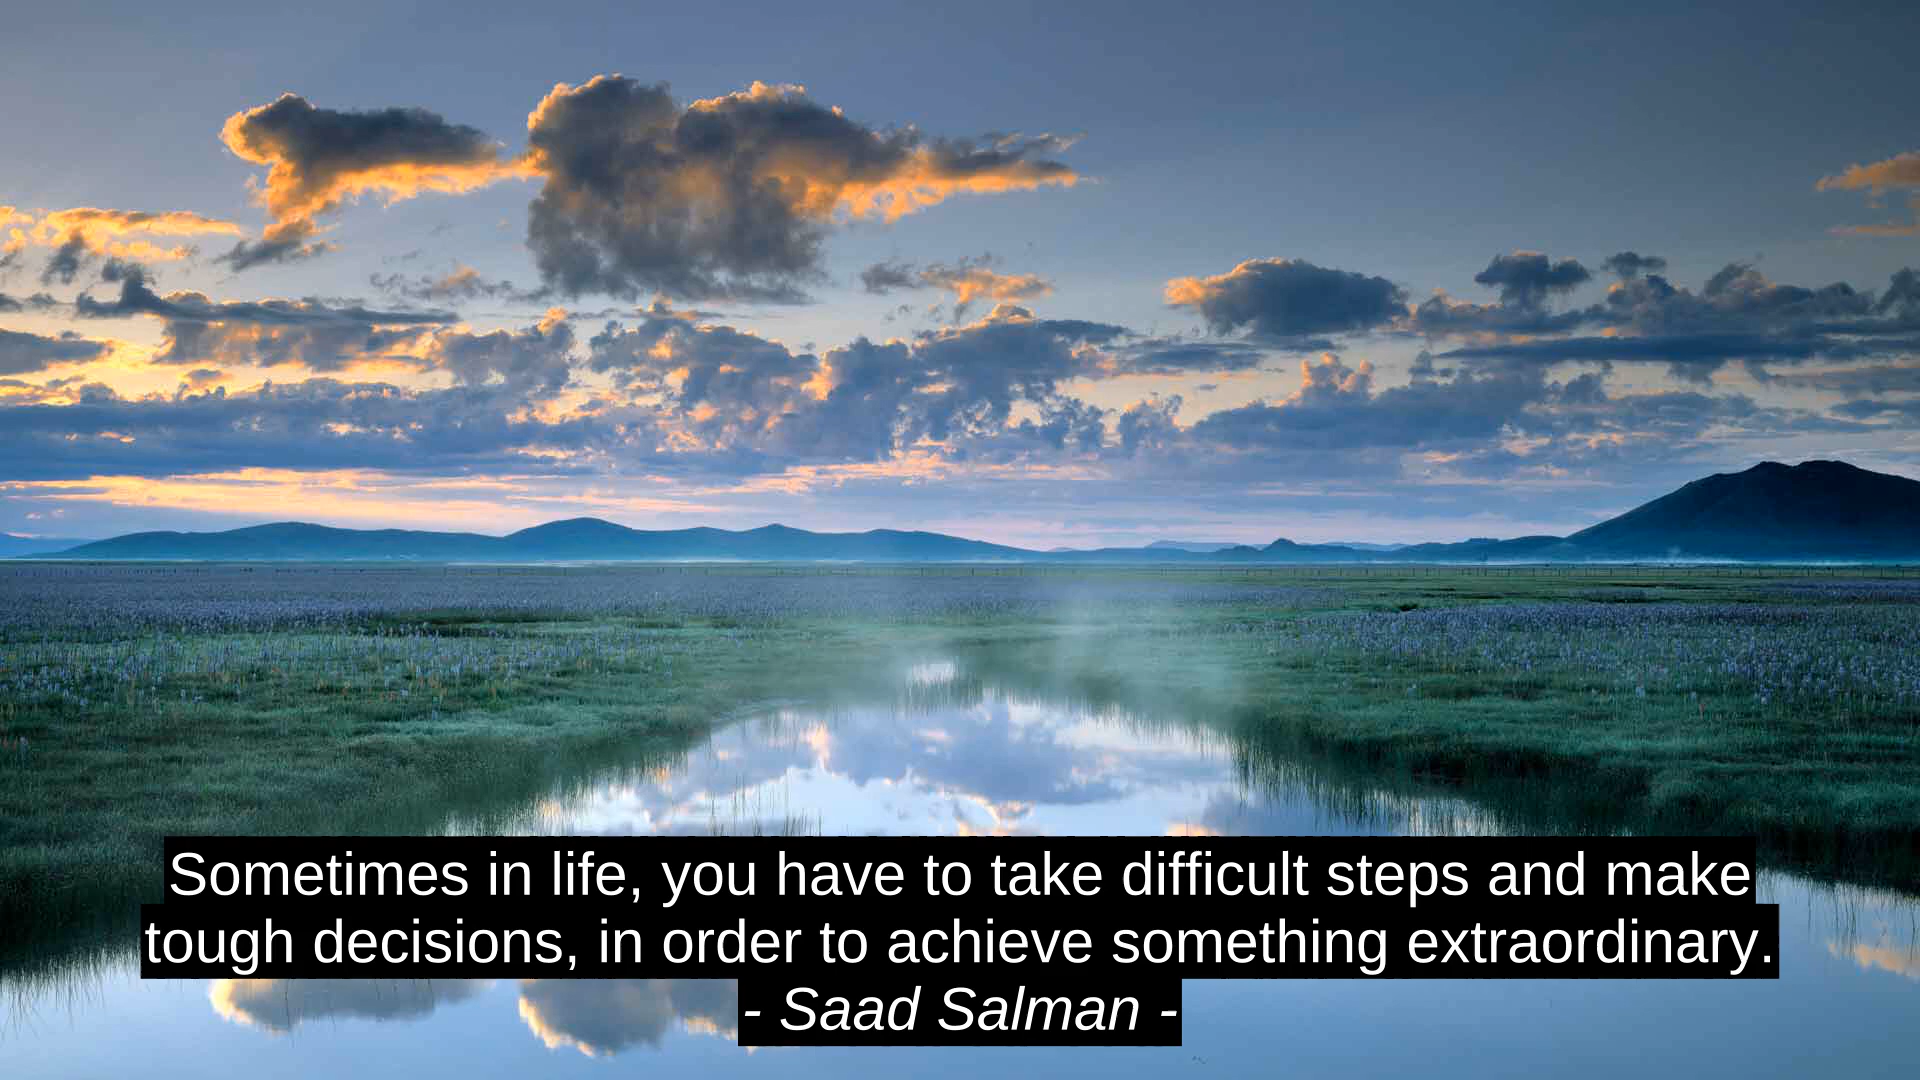 Sometimes in life, you have to take difficult steps and make
tough decisions, in order to achieve something extraordinary.
- Saad Salman -